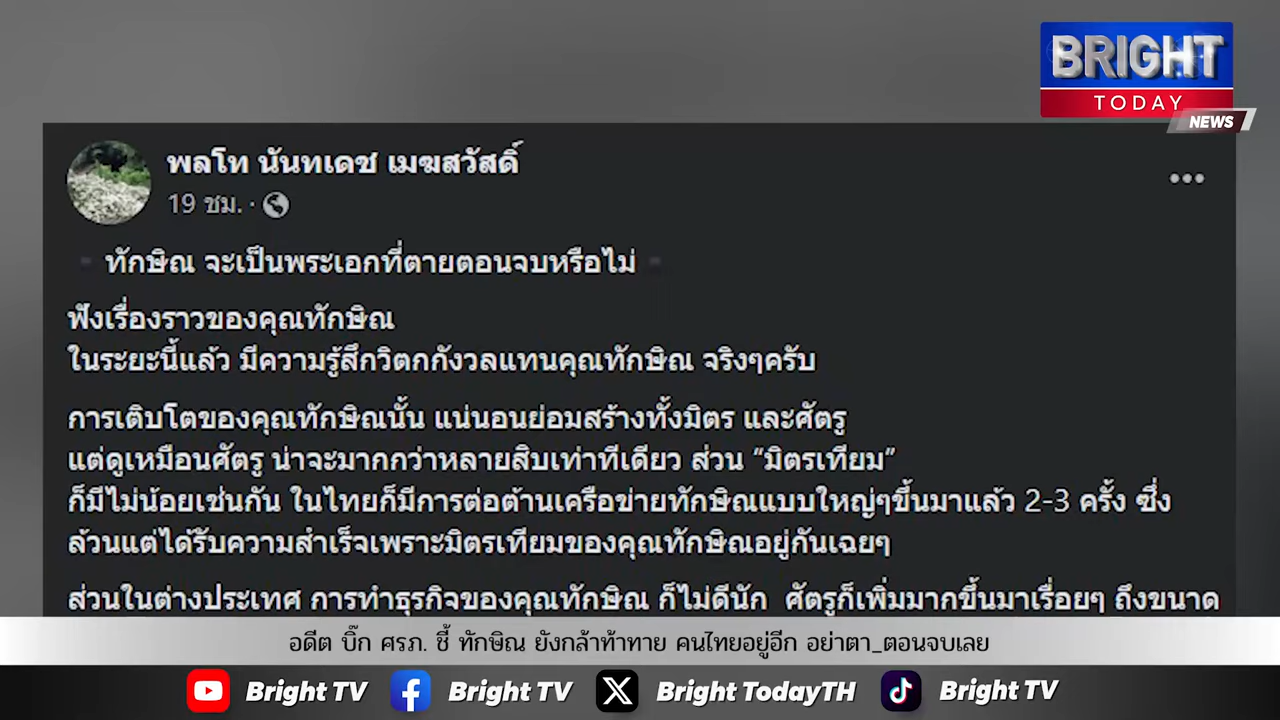 BRIGHT
TODAY
NEWS
พลโท นันทเดช เมฆสวัสดิ์
19 ชม. ·
ทักษิณ จะเป็นพระเอกที่ตายตอนจบหรือไม่
ฟังเรื่องราวของคุณทักษิณ
ในระยะนี้แล้ว มีความรู้สึกวิตกกังวลแทนคุณทักษิณ จริงๆครับ
การเติบโตของคุณทักษิณนั้น แน่นอนย่อมสร้างทั้งมิตร และศัตรู
แต่ดูเหมือนศัตรู น่าจะมากกว่าหลายสิบเท่าทีเดียว ส่วน “มิตรเทียม”
ก็มีไม่น้อยเช่นกัน ในไทยก็มีการต่อต้านเครือข่ายทักษิณแบบใหญ่ๆขึ้นมาแล้ว 2-3 ครั้ง ซึ่ง
ล้วนแต่ได้รับความสำเร็จเพราะมิตรเทียมของคุณทักษิณอยู่กันเฉยๆ
ส่วนในต่างประเทศ การทำธุรกิจของคุณทักษิณ ก็ไม่ดีนัก ศัตรูก็เพิ่มมากขึ้นมาเรื่อยๆ ถึงขนาด
อดีต บิ๊ก ศรภ. ชี้ ทักษิณ ยังกล้าท้าทาย คนไทยอยู่อีก อย่าตา_ตอนจบเลย
Bright TV Bright TV Bright TodayTH Bright TV